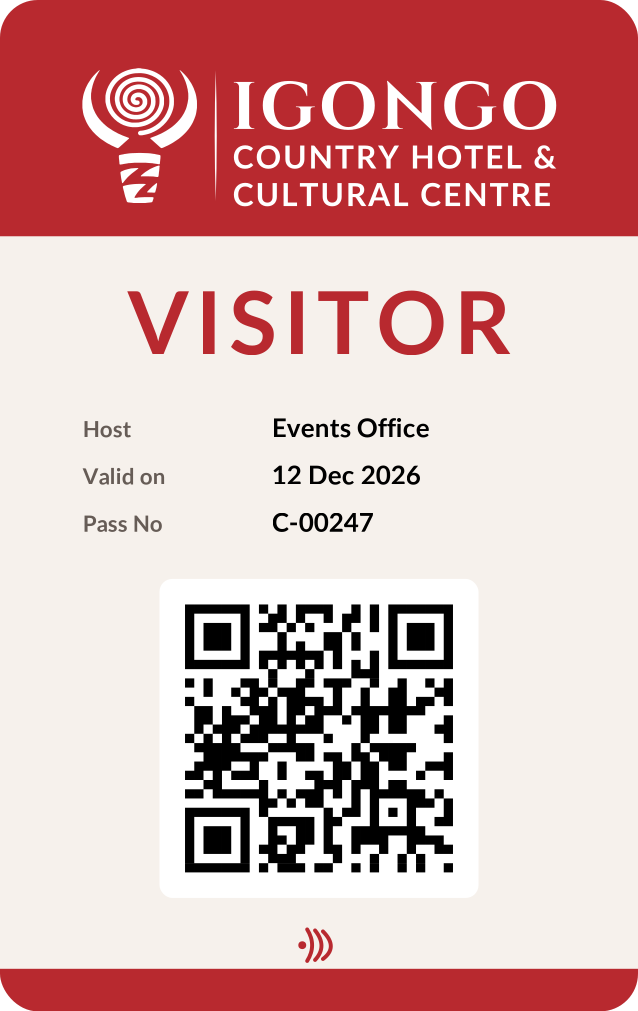 IGONGO
COUNTRY HOTEL &
CULTURAL CENTRE
VISITOR
Host Events Office
Valid on 12 Dec 2026
Pass No C-00247